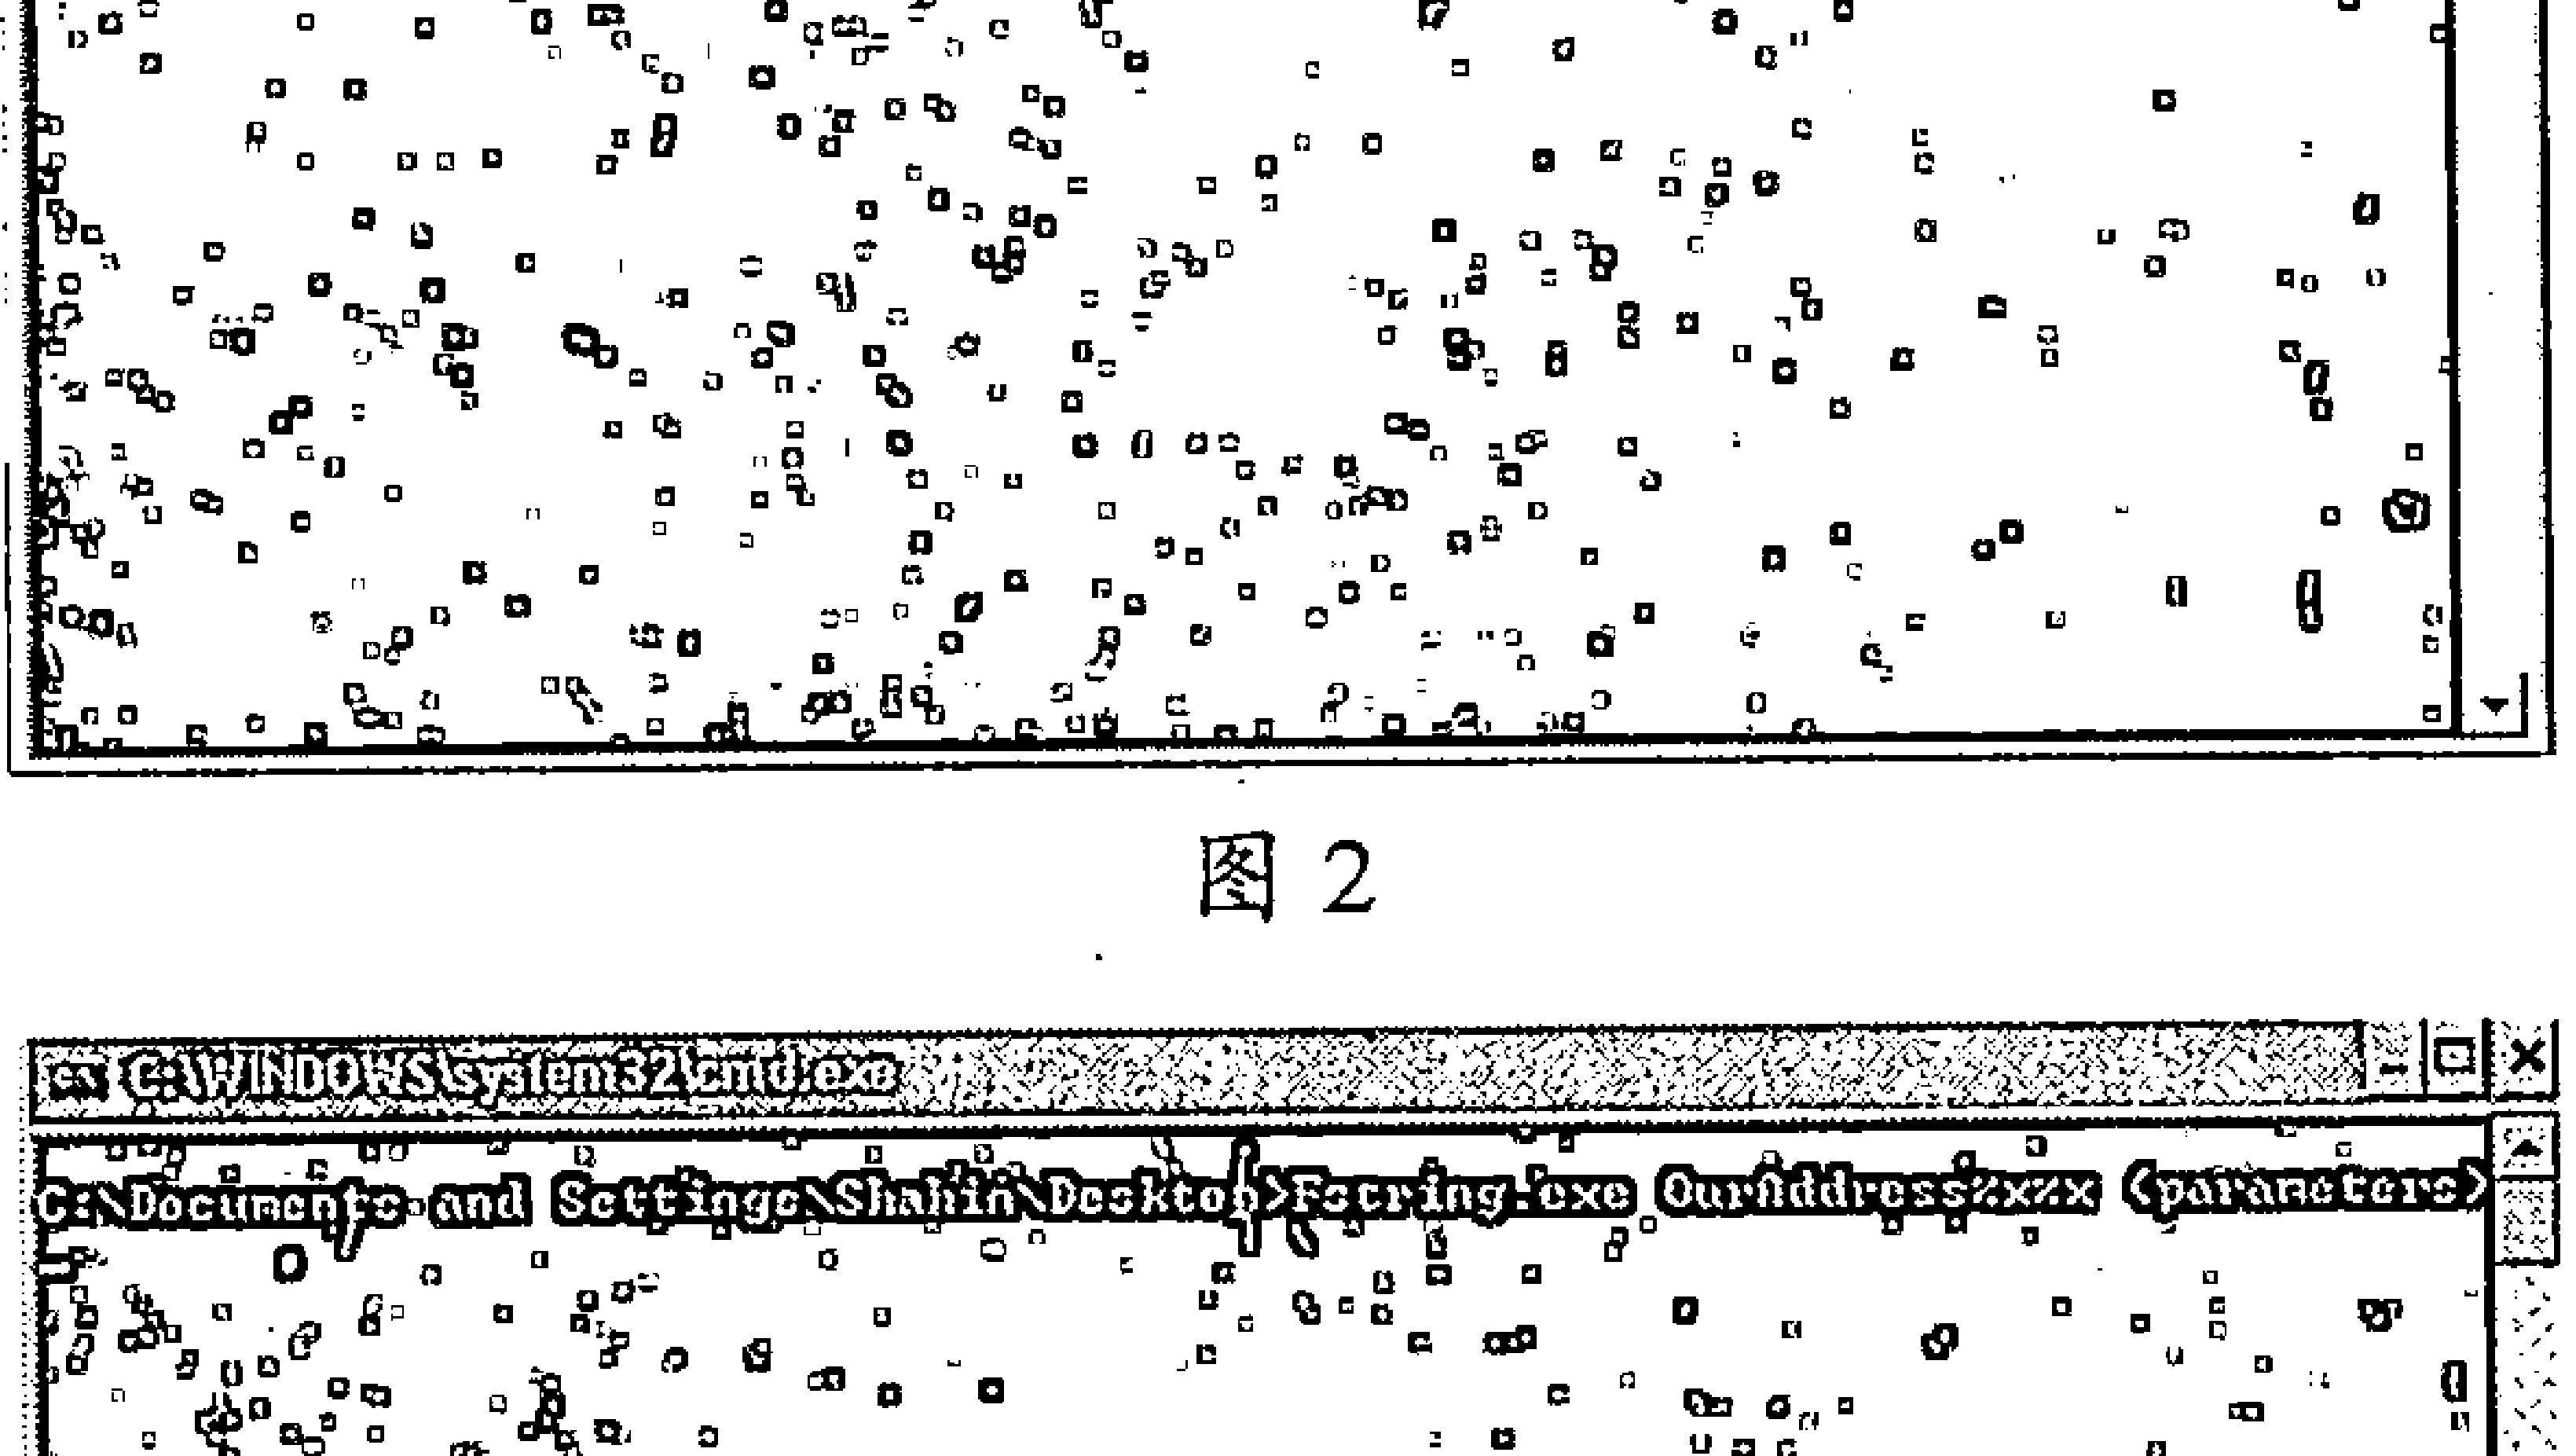 图 2
C:\WINDOWS\system32\cmd.exe
C:\Documents and Settings\Shahin\Desktop>Fstring.exe OurAddress%x%x <parameters>